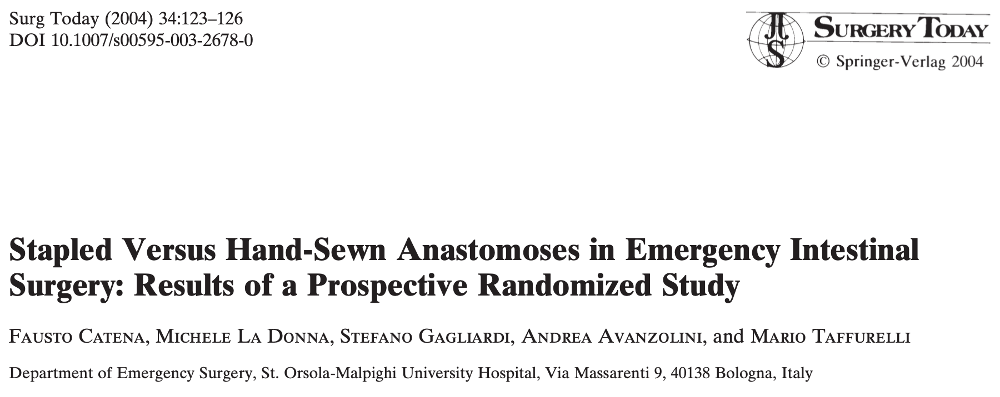 Surg Today (2004) 34:123–126
DOI 10.1007/s00595-003-2678-0
JJS
SURGERY TODAY
© Springer-Verlag 2004
Stapled Versus Hand-Sewn Anastomoses in Emergency Intestinal
Surgery: Results of a Prospective Randomized Study
FAUSTO CATENA, MICHELE LA DONNA, STEFANO GAGLIARDI, ANDREA AVANZOLINI, and MARIO TAFFURELLI
Department of Emergency Surgery, St. Orsola-Malpighi University Hospital, Via Massarenti 9, 40138 Bologna, Italy